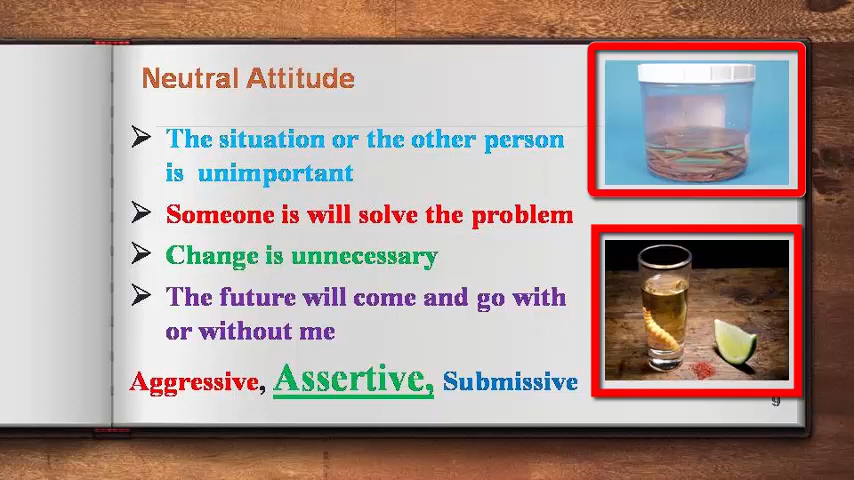 Neutral Attitude
The situation or the other person
is unimportant
Someone is will solve the problem
Change is unnecessary
The future will come and go with
or without me
Aggressive, Assertive, Submissive
9